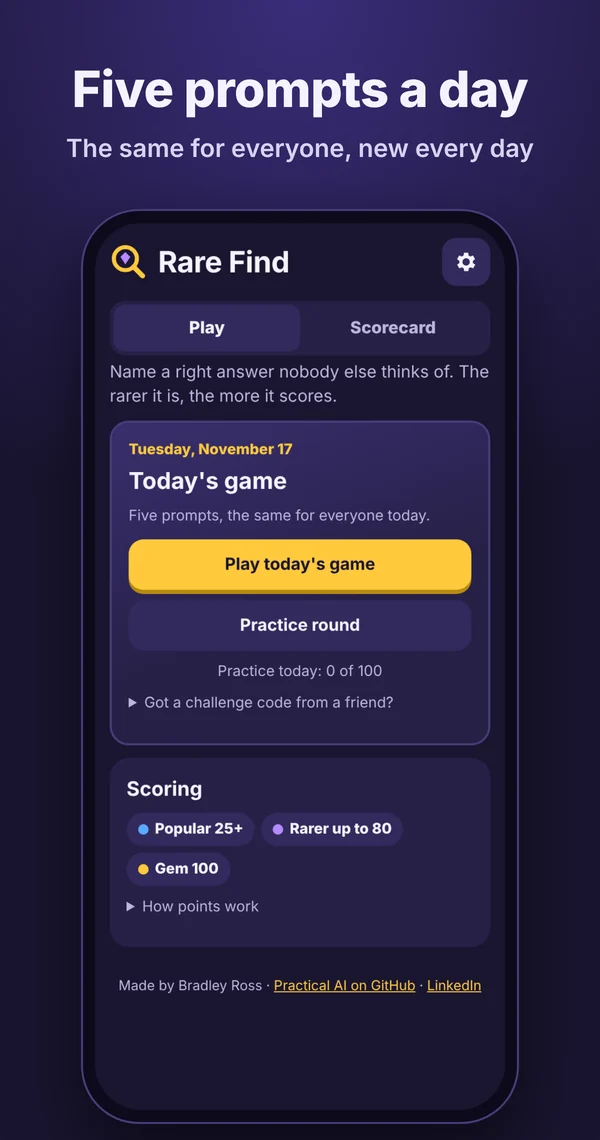 Five prompts a day
The same for everyone, new every day
Rare Find
Play
Scorecard
Name a right answer nobody else thinks of. The
rarer it is, the more it scores.
Tuesday, November 17
Today's game
Five prompts, the same for everyone today.
Play today's game
Practice round
Practice today: 0 of 100
Got a challenge code from a friend?
Scoring
Popular 25+
Rarer up to 80
Gem 100
How points work
Made by Bradley Ross · Practical AI on GitHub · LinkedIn